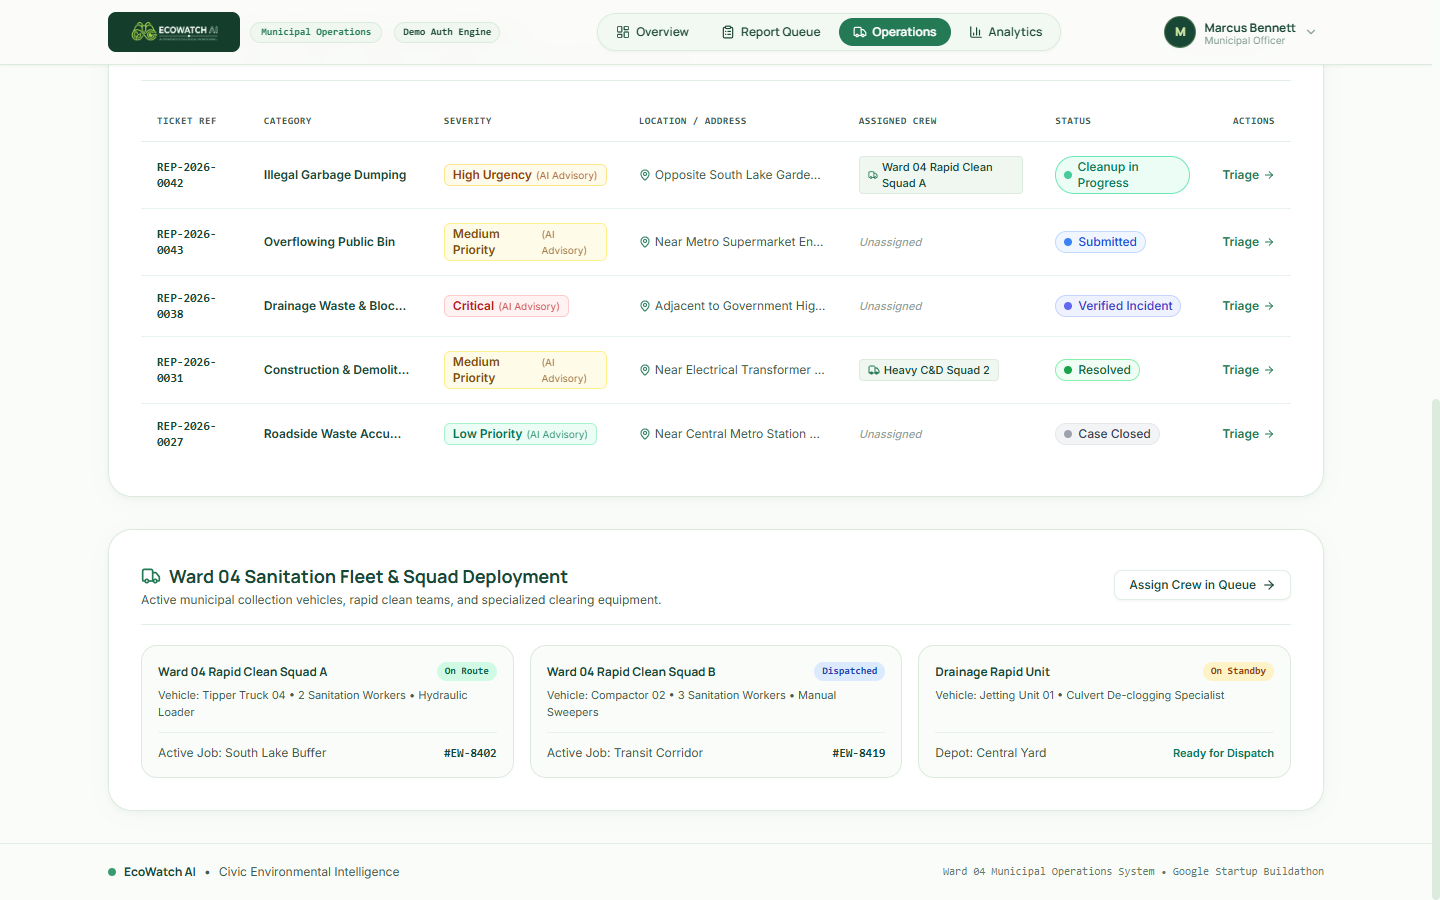 ECOWATCH AI
Municipal Operations
Demo Auth Engine
Overview
Report Queue
Operations
Analytics
M
Marcus Bennett
Municipal Officer
TICKET REF CATEGORY SEVERITY LOCATION / ADDRESS ASSIGNED CREW STATUS ACTIONS
REP-2026-
0042
Illegal Garbage Dumping
High Urgency (AI Advisory)
Opposite South Lake Garde...
Ward 04 Rapid Clean
Squad A
Cleanup in
Progress
Triage →
REP-2026-
0043
Overflowing Public Bin
Medium
Priority
(AI
Advisory)
Near Metro Supermarket En...
Unassigned
Submitted
Triage →
REP-2026-
0038
Drainage Waste & Bloc...
Critical (AI Advisory)
Adjacent to Government Hig...
Unassigned
Verified Incident
Triage →
REP-2026-
0031
Construction & Demolit...
Medium
Priority
(AI
Advisory)
Near Electrical Transformer ...
Heavy C&D Squad 2
Resolved
Triage →
REP-2026-
0027
Roadside Waste Accu...
Low Priority (AI Advisory)
Near Central Metro Station ...
Unassigned
Case Closed
Triage →
Ward 04 Sanitation Fleet & Squad Deployment
Active municipal collection vehicles, rapid clean teams, and specialized clearing equipment.
Assign Crew in Queue →
Ward 04 Rapid Clean Squad A
On Route
Vehicle: Tipper Truck 04 • 2 Sanitation Workers • Hydraulic
Loader
Active Job: South Lake Buffer
#EW-8402
Ward 04 Rapid Clean Squad B
Dispatched
Vehicle: Compactor 02 • 3 Sanitation Workers • Manual
Sweepers
Active Job: Transit Corridor
#EW-8419
Drainage Rapid Unit
On Standby
Vehicle: Jetting Unit 01 • Culvert De-clogging Specialist
Depot: Central Yard
Ready for Dispatch
EcoWatch AI • Civic Environmental Intelligence
Ward 04 Municipal Operations System • Google Startup Buildathon